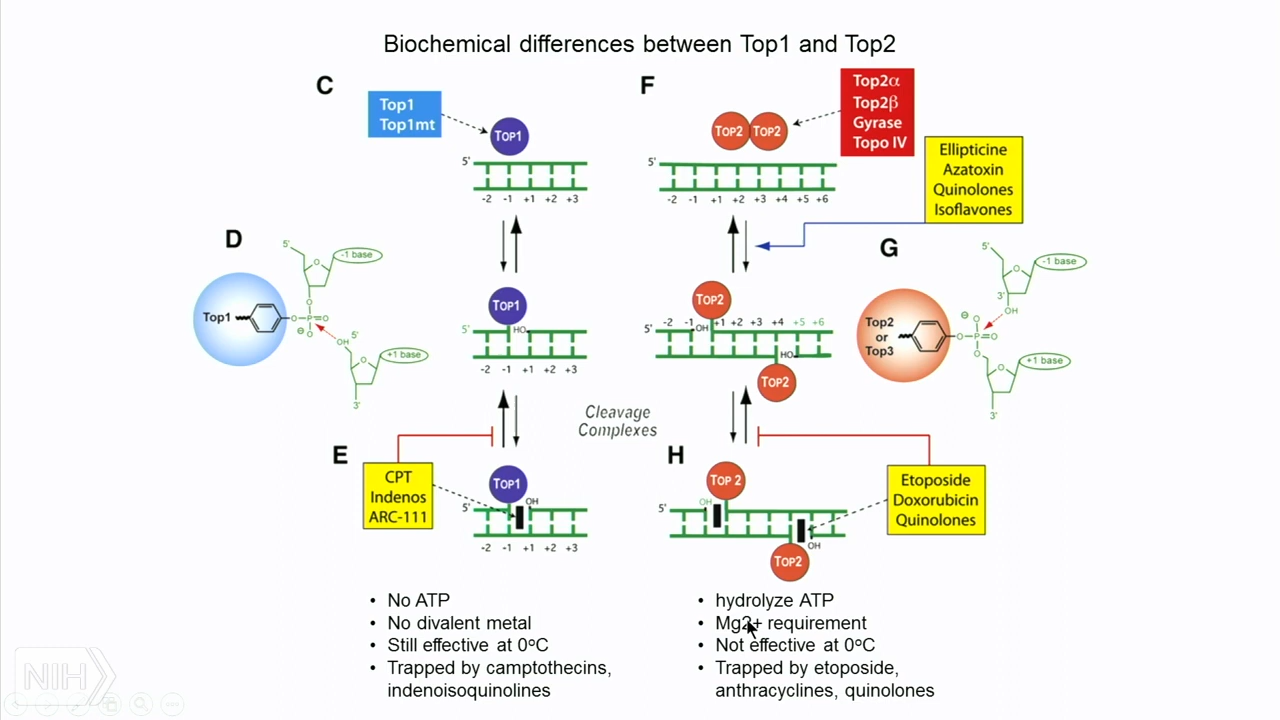 Biochemical differences between Top1 and Top2
C
Top1
Top1mt
TOP1
5'
-2 -1 +1 +2 +3
F
Top2α
Top2β
Gyrase
Topo IV
TOP2 TOP2
5'
-2 -1 +1 +2 +3 +4 +5 +6
Ellipticine
Azatoxin
Quinolones
Isoflavones
D
5'
-1 base
Top1
O
O
P
O
O
⊖
O
OH
5'
O
+1 base
3'
TOP1
5'
HO
-2 -1 +1 +2 +3
TOP2
5'
-2 -1 +1 +2 +3 +4 +5 +6
OH
HO
TOP2
G
5'
-1 base
O
3'
OH
Top2
or
Top3
⊖
O
O
P
O
O
O
+1 base
3'
Cleavage
Complexes
E
CPT
Indenos
ARC-111
TOP1
OH
5'
-2 -1 +1 +2 +3
H
TOP 2
OH
5'
OH
TOP2
Etoposide
Doxorubicin
Quinolones
• No ATP
• No divalent metal
• Still effective at 0ºC
• Trapped by camptothecins,
indenoisoquinolines
• hydrolyze ATP
• Mg2+ requirement
• Not effective at 0ºC
• Trapped by etoposide,
anthracyclines, quinolones
NIH